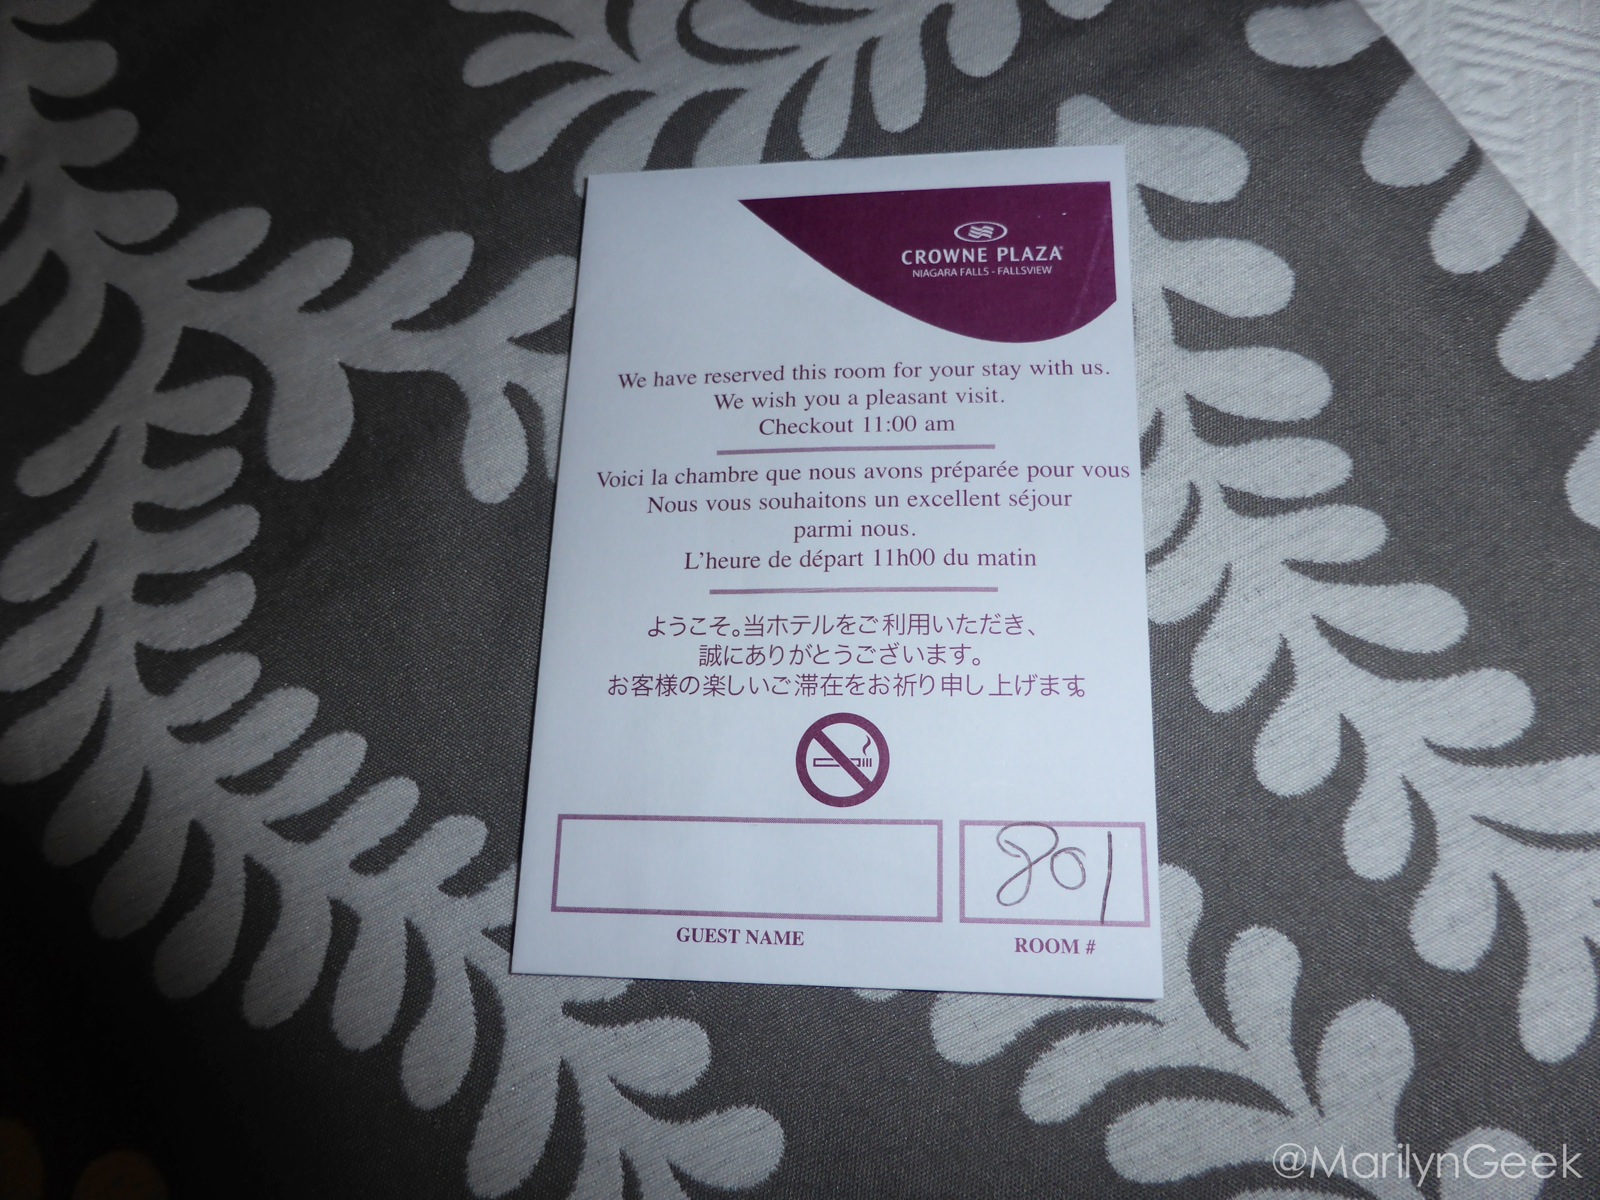 CROWNE PLAZA
NIAGARA FALLS - FALLSVIEW
We have reserved this room for your stay with us.
We wish you a pleasant visit.
Checkout 11:00 am
Voici la chambre que nous avons préparée pour vous
Nous vous souhaitons un excellent séjour
parmi nous.
L'heure de départ 11h00 du matin
ようこそ。当ホテルをご利用いただき、
誠にありがとうございます。
お客様の楽しいご滞在をお祈り申し上げます。
801
GUEST NAME
ROOM #
@MarilynGeek